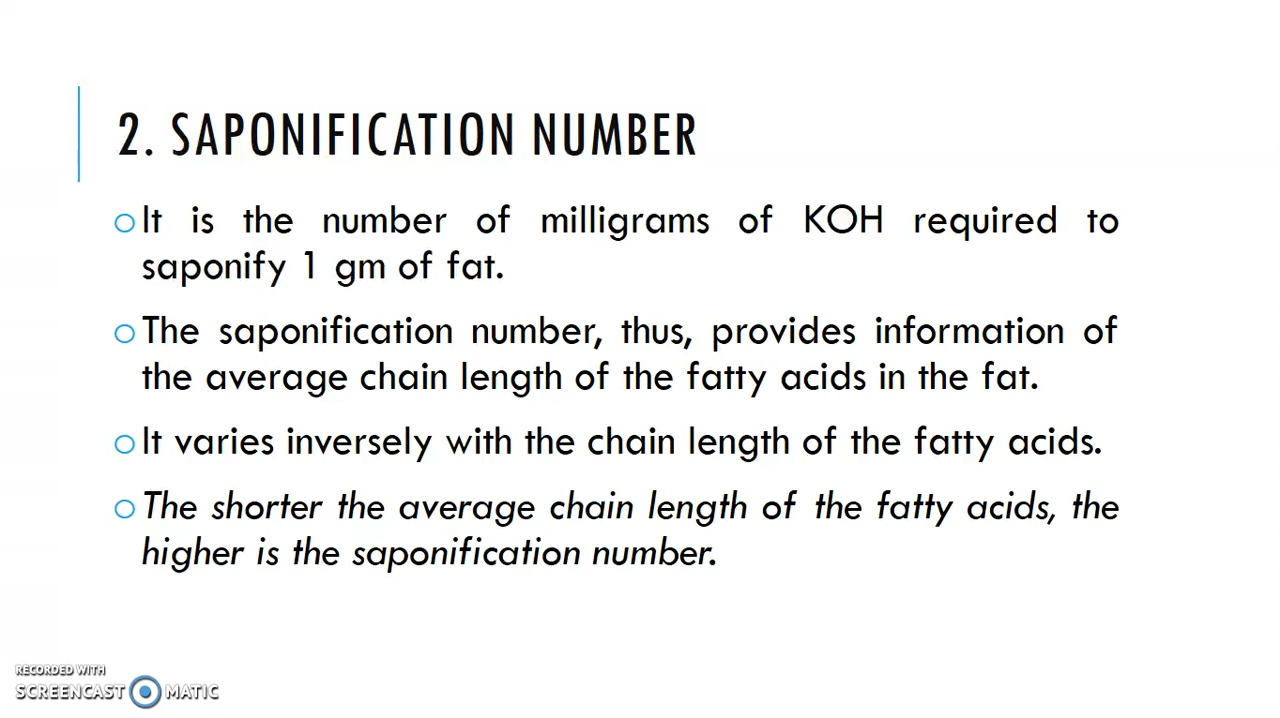 2. SAPONIFICATION NUMBER
It is the number of milligrams of KOH required to
saponify 1 gm of fat.
The saponification number, thus, provides information of
the average chain length of the fatty acids in the fat.
It varies inversely with the chain length of the fatty acids.
The shorter the average chain length of the fatty acids, the
higher is the saponification number.
RECORDED WITH
SCREENCAST MATIC